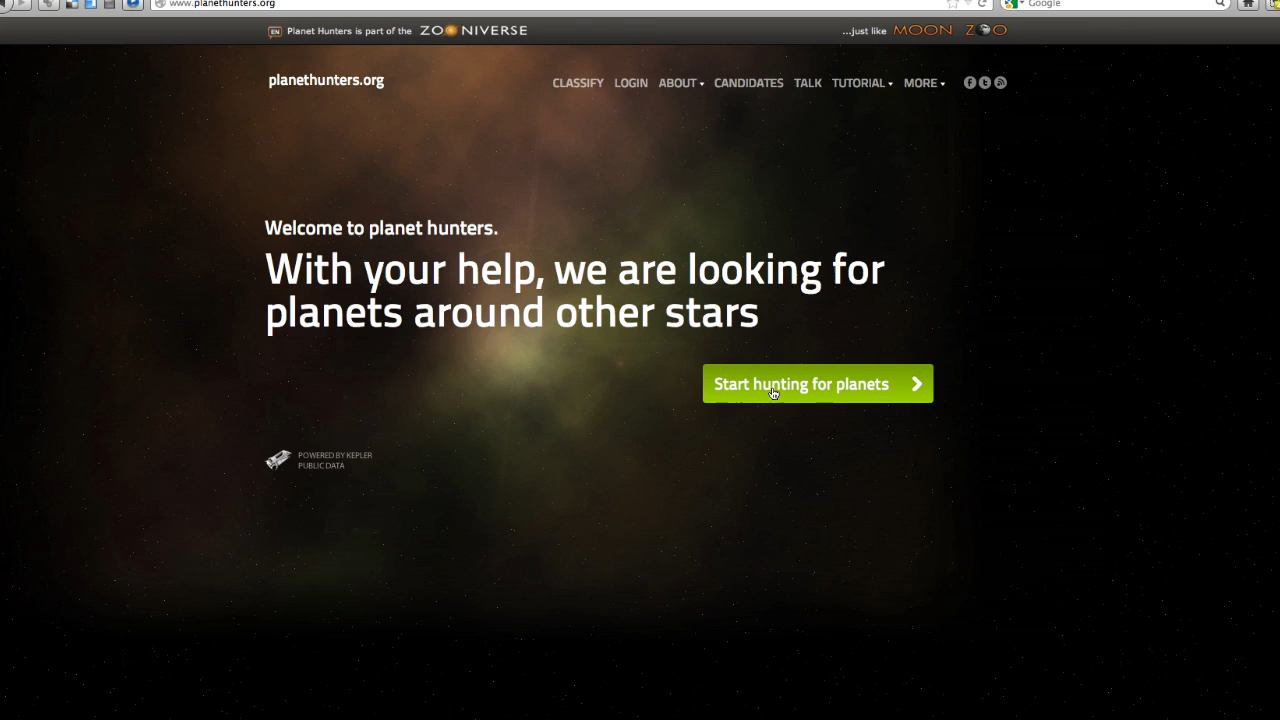 www.planethunters.org
Google
EN Planet Hunters is part of the ZOONIVERSE
...just like MOON ZOO
planethunters.org
CLASSIFY LOGIN ABOUT CANDIDATES TALK TUTORIAL MORE
Welcome to planet hunters.
With your help, we are looking for
planets around other stars
Start hunting for planets
POWERED BY KEPLER
PUBLIC DATA